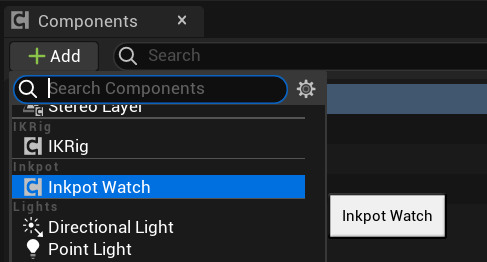 Components
Add
Search
Search Components
Stereo Layer
IKRig
IKRig
Inkpot
Inkpot Watch
Inkpot Watch
Lights
Directional Light
Point Light